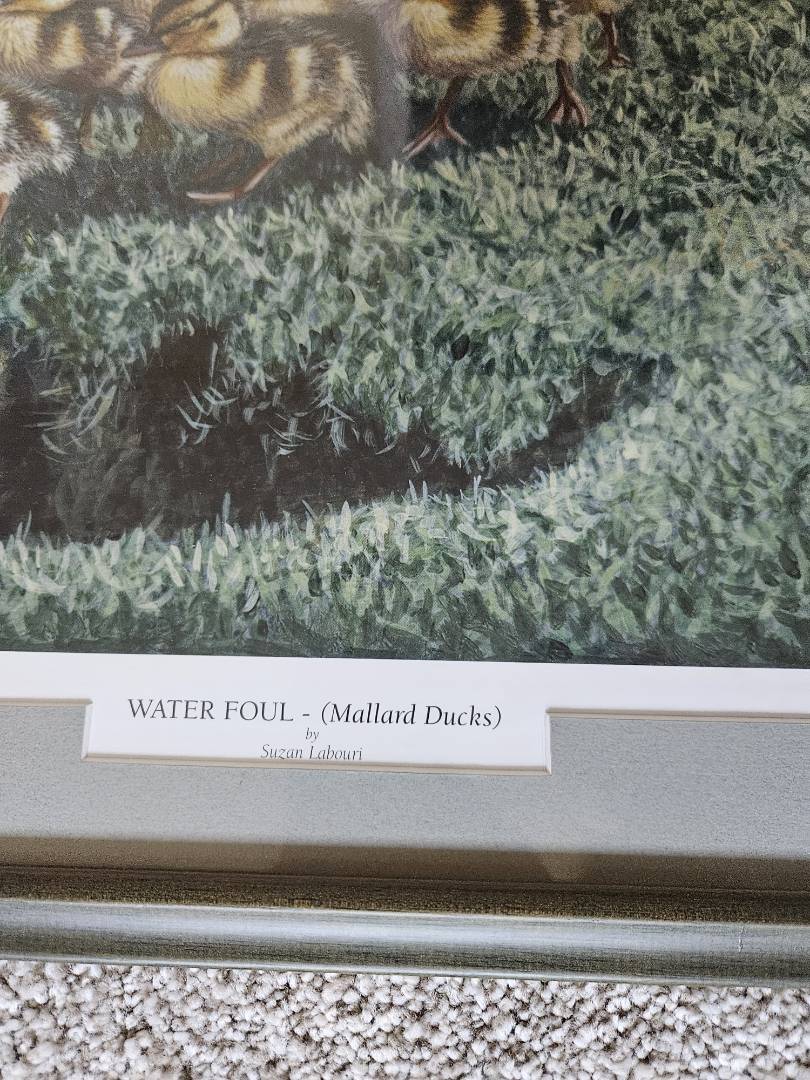 WATER FOUL - (Mallard Ducks)
by
Suzan Labouri